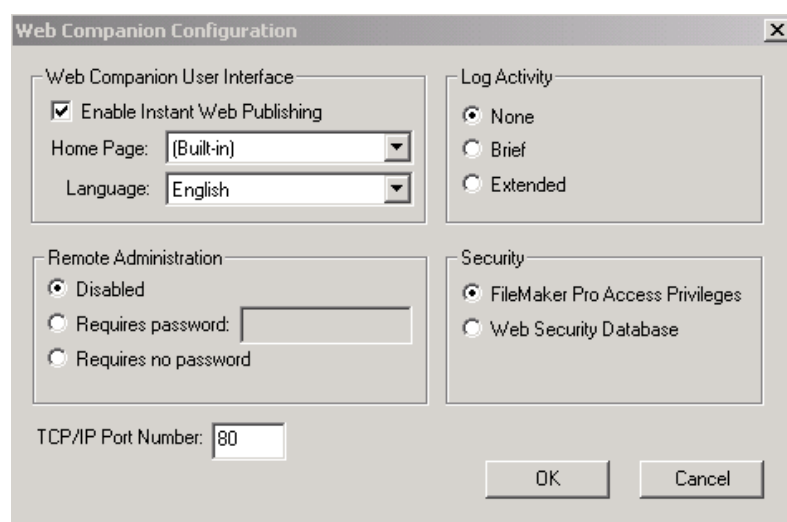 Web Companion Configuration
Web Companion User Interface
Enable Instant Web Publishing
Home Page: (Built-in)
Language: English
Log Activity
None
Brief
Extended
Remote Administration
Disabled
Requires password:
Requires no password
Security
FileMaker Pro Access Privileges
Web Security Database
TCP/IP Port Number: 80
OK
Cancel